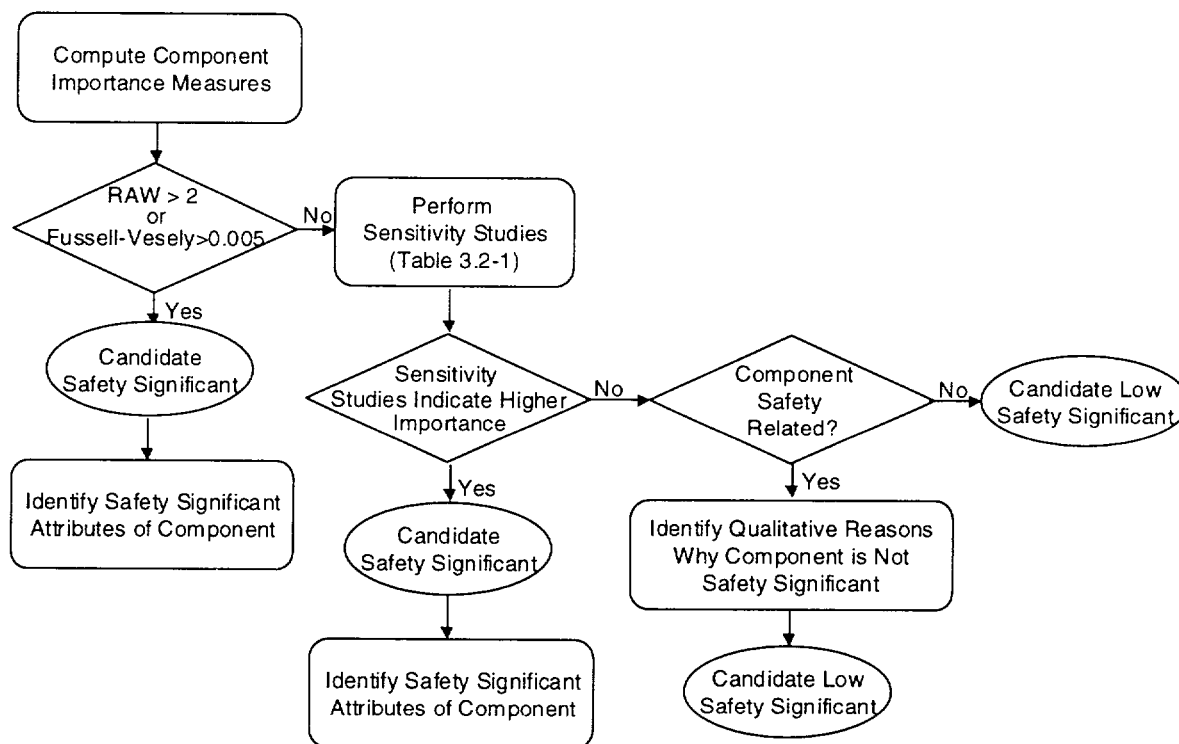 Compute Component
Importance Measures
RAW > 2
or
Fussell-Vesely>0.005
No
Yes
Perform
Sensitivity Studies
(Table 3.2-1)
Candidate
Safety Significant
Identify Safety Significant
Attributes of Component
Sensitivity
Studies Indicate Higher
Importance
No
Yes
Candidate
Safety Significant
Identify Safety Significant
Attributes of Component
Component
Safety
Related?
No
Yes
Candidate Low
Safety Significant
Identify Qualitative Reasons
Why Component is Not
Safety Significant
Candidate Low
Safety Significant